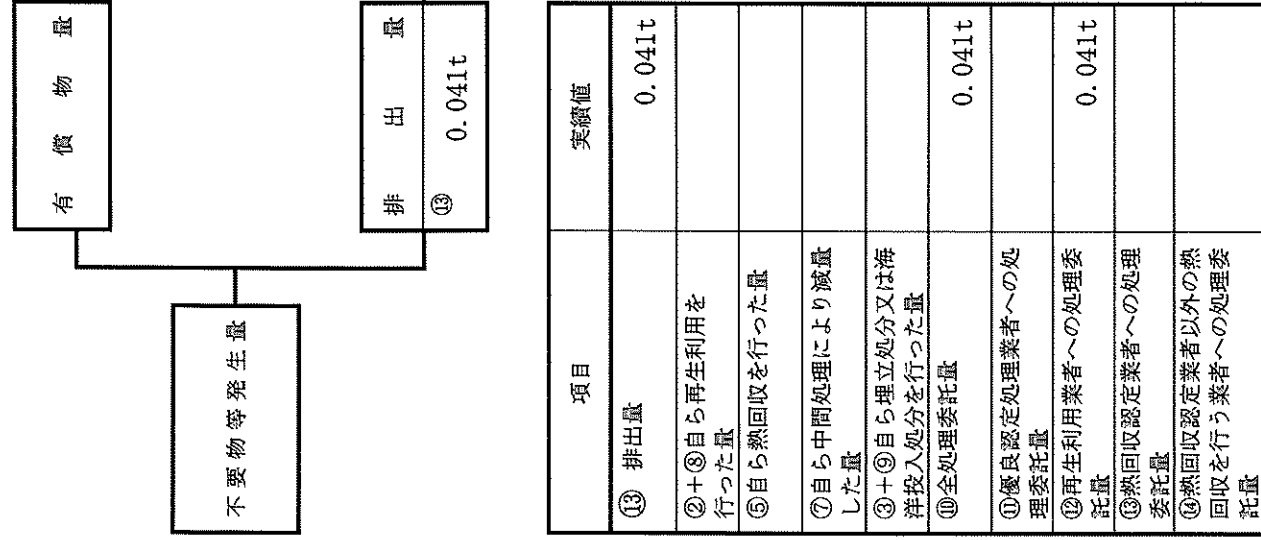 有償物量
不要物等発生量
排出量
⑬ 0.041t
項目 実績値
⑬ 排出量 0.041t
②+⑧自ら再生利用を
行った量
⑤自ら熱回収を行った量
⑦自ら中間処理により減量
した量
③+⑨自ら埋立処分又は海
洋投入処分を行った量
⑩全処理委託量 0.041t
⑪優良認定処理業者への処
理委託量
⑫再生利用業者への処理委
託量 0.041t
⑬熱回収認定業者への処理
委託量
⑭熱回収認定業者以外の熱
回収を行う業者への処理委
託量